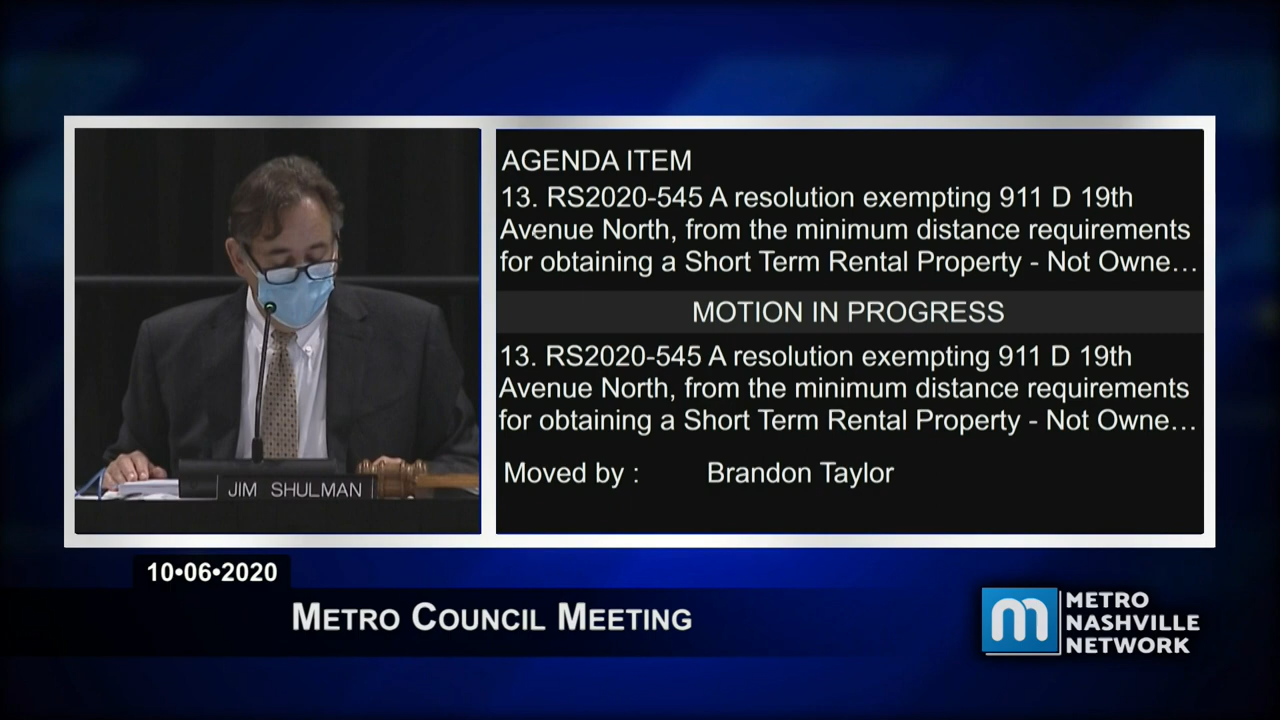 AGENDA ITEM
13. RS2020-545 A resolution exempting 911 D 19th
Avenue North, from the minimum distance requirements
for obtaining a Short Term Rental Property - Not Owne...
MOTION IN PROGRESS
13. RS2020-545 A resolution exempting 911 D 19th
Avenue North, from the minimum distance requirements
for obtaining a Short Term Rental Property - Not Owne...
Moved by : Brandon Taylor
JIM SHULMAN
10•06•2020
METRO COUNCIL MEETING
m
METRO
NASHVILLE
NETWORK